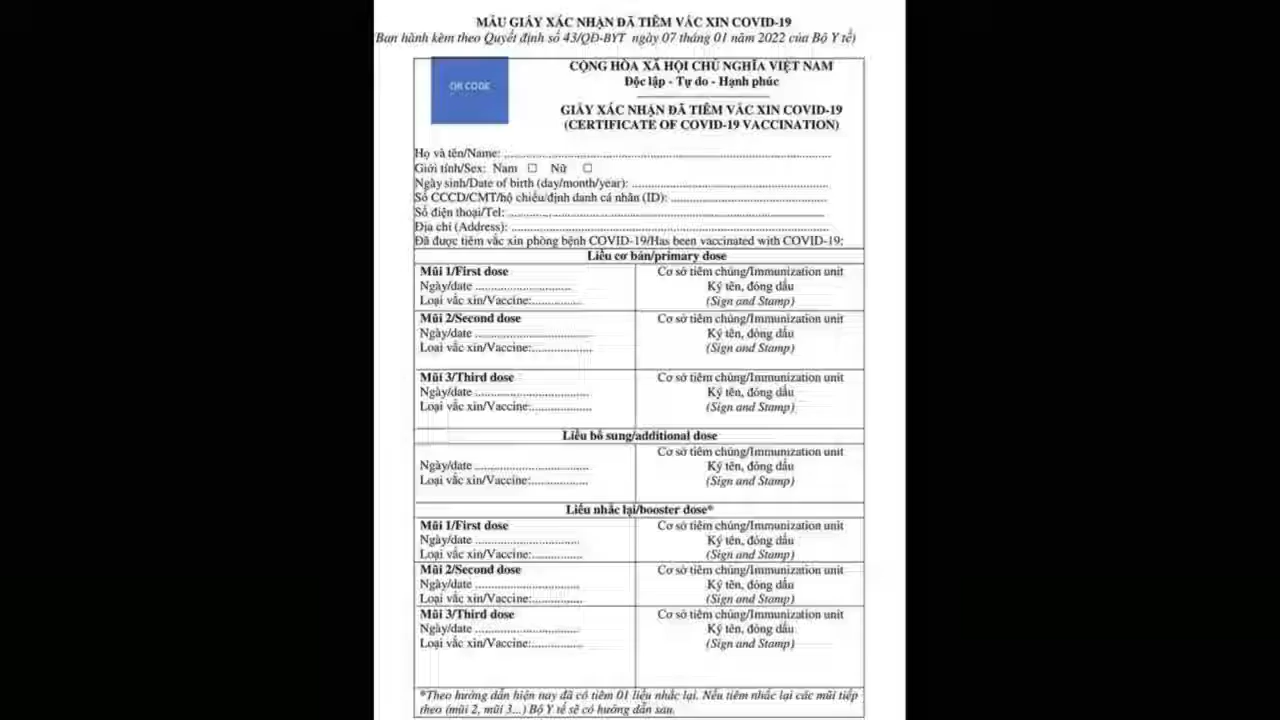 MẪU GIẤY XÁC NHẬN ĐÃ TIÊM VẮC XIN COVID-19
(Ban hành kèm theo Quyết định số 43/QĐ-BYT ngày 07 tháng 01 năm 2022 của Bộ Y tế)
QR CODE
CỘNG HÒA XÃ HỘI CHỦ NGHĨA VIỆT NAM
Độc lập - Tự do - Hạnh phúc
GIẤY XÁC NHẬN ĐÃ TIÊM VẮC XIN COVID-19
(CERTIFICATE OF COVID-19 VACCINATION)
Họ và tên/Name: ........................................
Giới tính/Sex: Nam ☐ Nữ ☐
Ngày sinh/Date of birth (day/month/year): ........................................
Số CCCD/CMT/hộ chiếu/định danh cá nhân (ID): ........................................
Số điện thoại/Tel: ........................................
Địa chỉ (Address): ........................................
Đã được tiêm vắc xin phòng bệnh COVID-19/Has been vaccinated with COVID-19:
Liều cơ bản/primary dose
Mũi 1/First dose
Ngày/date ..............................
Loại vắc xin/Vaccine:...............
Cơ sở tiêm chủng/Immunization unit
Ký tên, đóng dấu
(Sign and Stamp)
Mũi 2/Second dose
Ngày/date ..............................
Loại vắc xin/Vaccine:...............
Cơ sở tiêm chủng/Immunization unit
Ký tên, đóng dấu
(Sign and Stamp)
Mũi 3/Third dose
Ngày/date ..............................
Loại vắc xin/Vaccine:...............
Cơ sở tiêm chủng/Immunization unit
Ký tên, đóng dấu
(Sign and Stamp)
Liều bổ sung/additional dose
Ngày/date ..............................
Loại vắc xin/Vaccine:...............
Cơ sở tiêm chủng/Immunization unit
Ký tên, đóng dấu
(Sign and Stamp)
Liều nhắc lại/booster dose*
Mũi 1/First dose
Ngày/date ..............................
Loại vắc xin/Vaccine:...............
Cơ sở tiêm chủng/Immunization unit
Ký tên, đóng dấu
(Sign and Stamp)
Mũi 2/Second dose
Ngày/date ..............................
Loại vắc xin/Vaccine:...............
Cơ sở tiêm chủng/Immunization unit
Ký tên, đóng dấu
(Sign and Stamp)
Mũi 3/Third dose
Ngày/date ..............................
Loại vắc xin/Vaccine:...............
Cơ sở tiêm chủng/Immunization unit
Ký tên, đóng dấu
(Sign and Stamp)
*Theo hướng dẫn hiện nay đã có tiêm 01 liều nhắc lại. Nếu tiêm nhắc lại các mũi tiếp
theo (mũi 2, mũi 3...) Bộ Y tế sẽ có hướng dẫn sau.